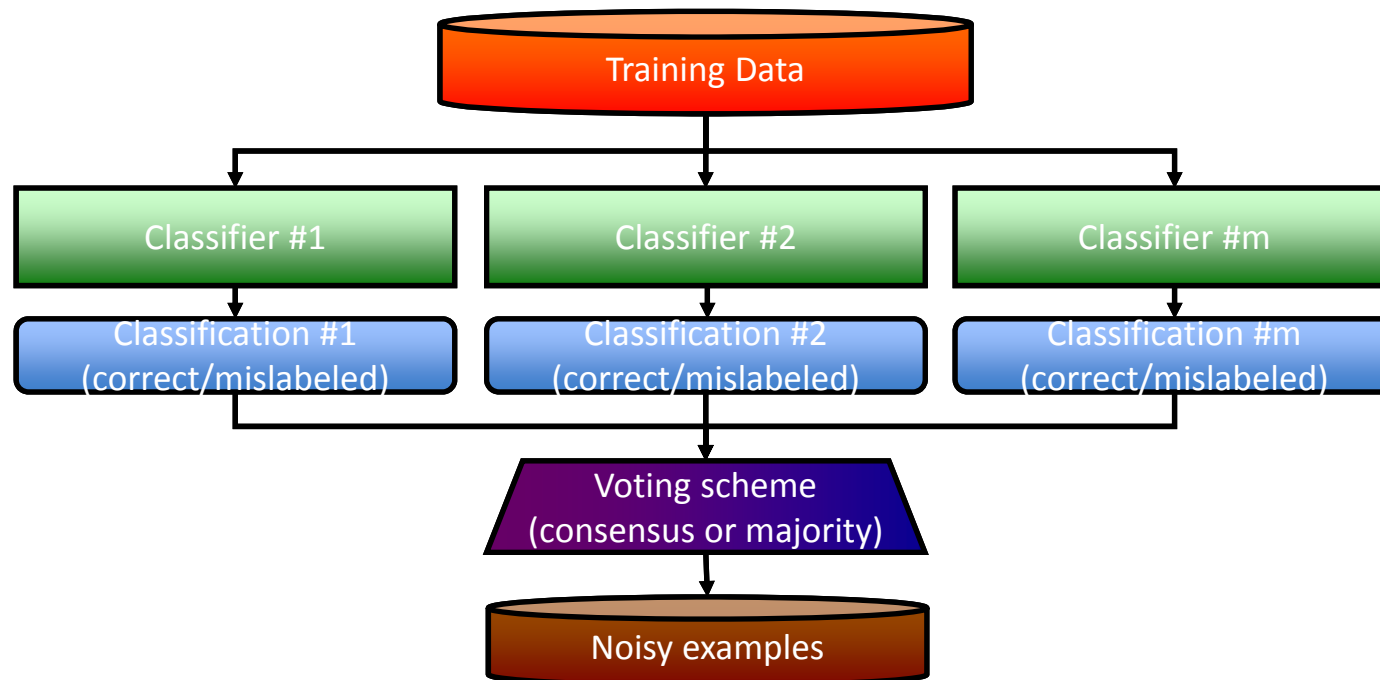 Training Data
Classifier #1
Classifier #2
Classifier #m
Classification #1
(correct/mislabeled)
Classification #2
(correct/mislabeled)
Classification #m
(correct/mislabeled)
Voting scheme
(consensus or majority)
Noisy examples